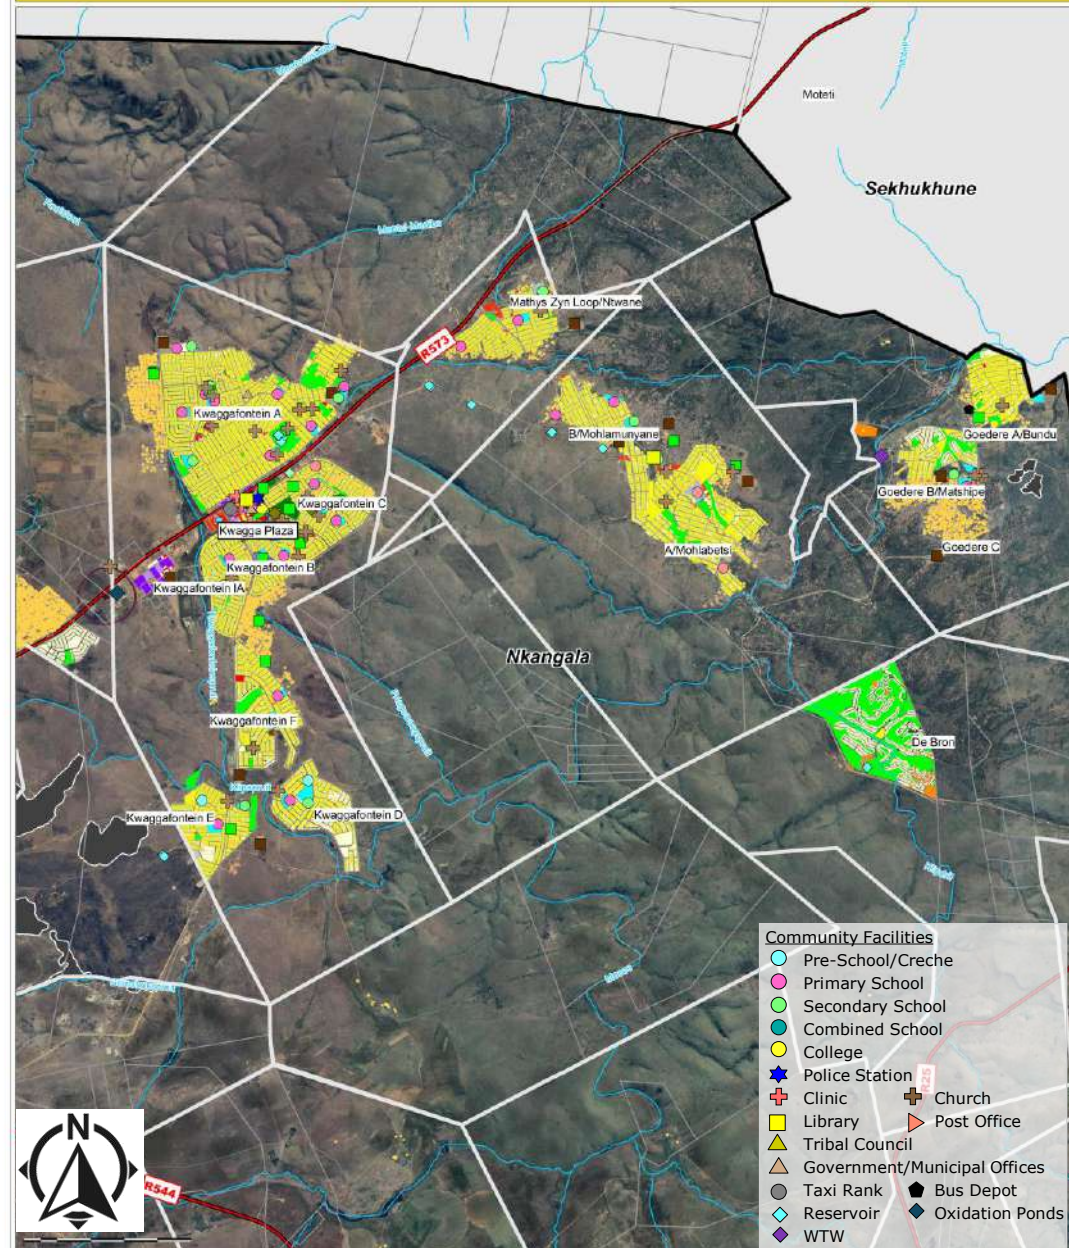 Moteti
Sekhukhune
Mathys Zyn Loop/Ntwane
R573
Kwaggafontein A
B/Mohlamunyane
Goedere A/Bundu
Kwaggafontein C
Goedere B/Matshipe
Kwagga Plaza
A/Mohlabetsi
Goedere C
Kwaggafontein B
Kwaggafontein IA
Nkangala
Kwaggafontein F
De Bron
Klipspruit
Kwaggafontein E
Kwaggafontein D
Community Facilities
Pre-School/Creche
Primary School
Secondary School
Combined School
College
Police Station
Clinic Church
Library Post Office
Tribal Council
Government/Municipal Offices
Taxi Rank Bus Depot
Reservoir Oxidation Ponds
WTW
R25
N
R544